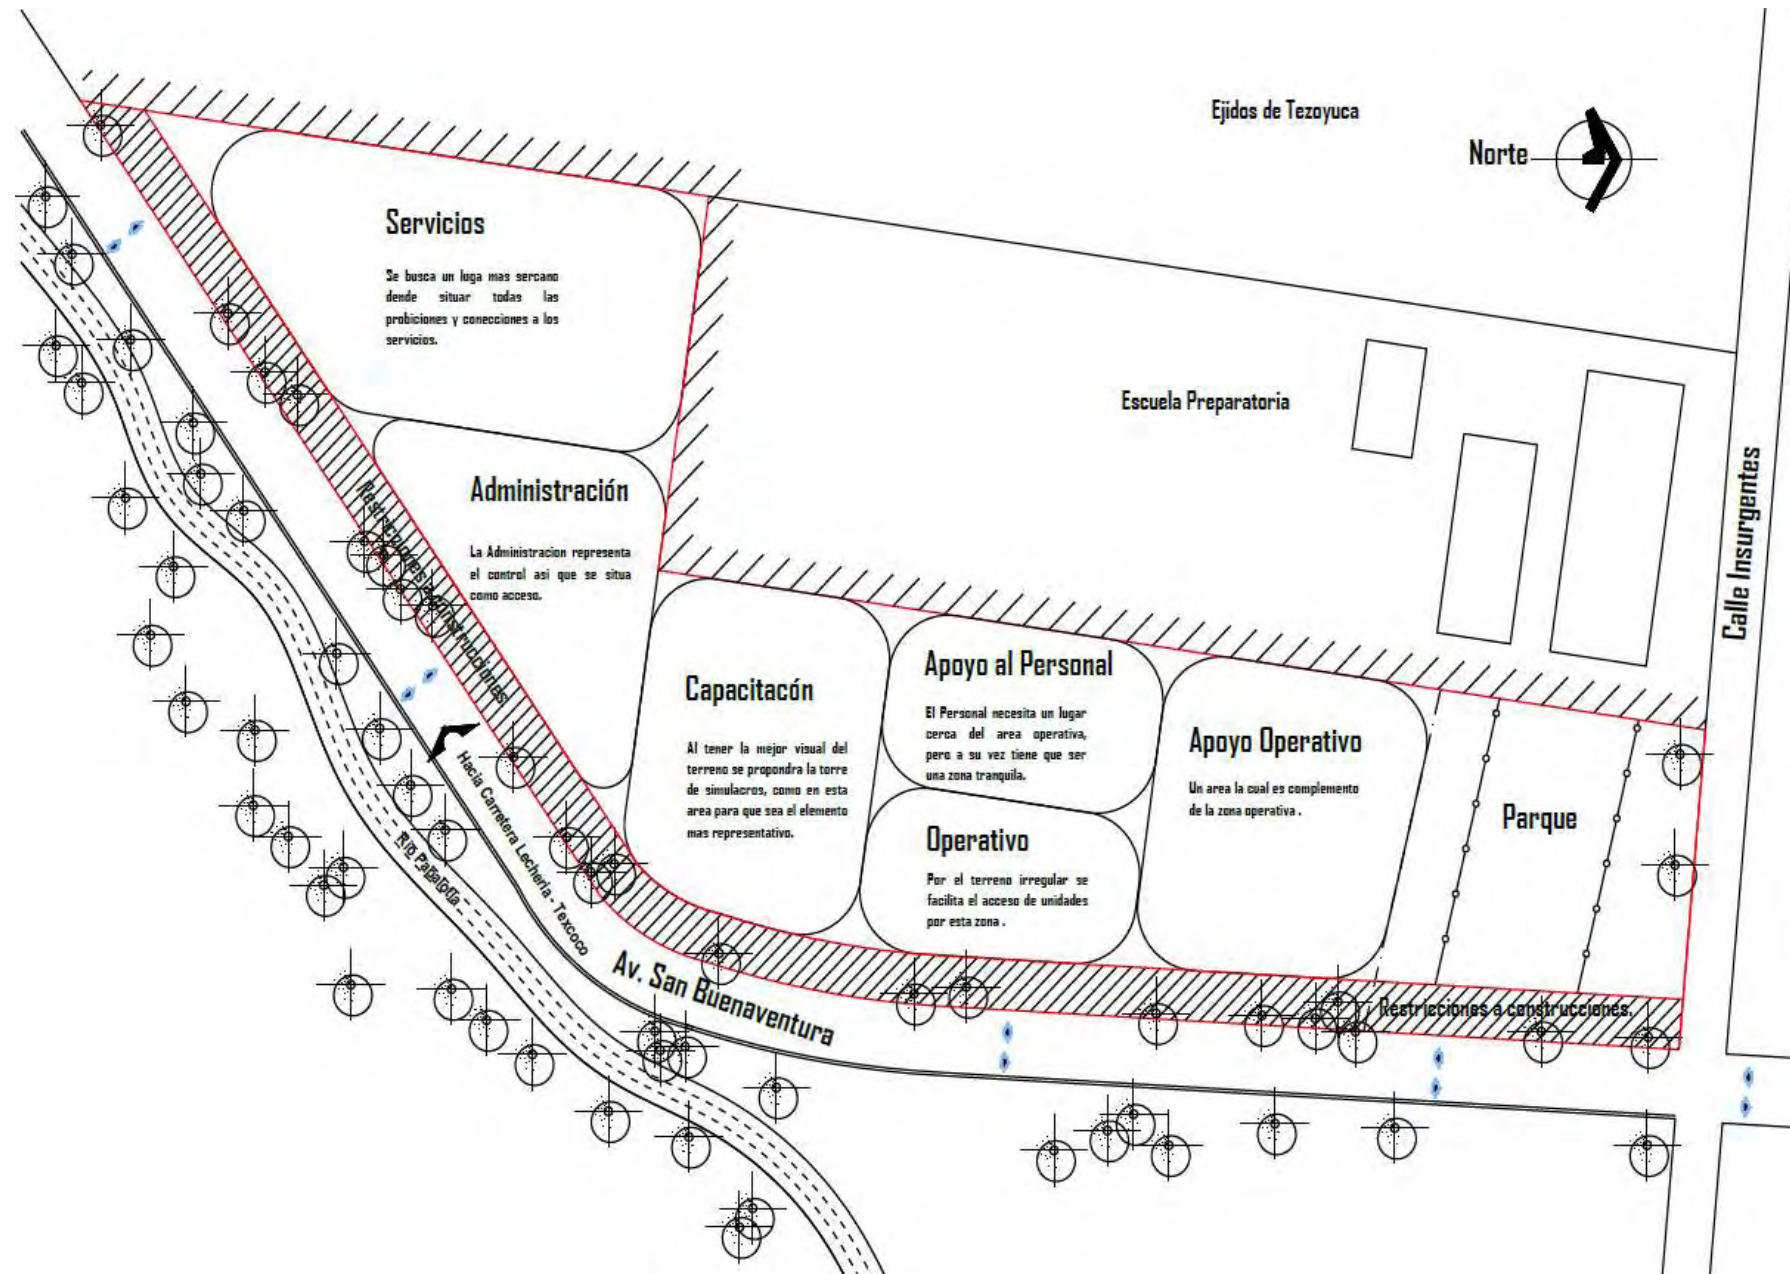 Ejidos de Tezoyuca
Norte
Servicios
Se busca un luga mas sercano
dende situar todas las
probiciones y conecciones a los
servicios.
Escuela Preparatoria
Calle Insurgentes
Administración
La Administracion representa
el control asi que se situa
como acceso.
Restricciones a construcciones.
Capacitacón
Al tener la mejor visual del
terreno se propondra la torre
de simulacros, como en esta
area para que sea el elemento
mas representativo.
Apoyo al Personal
El Personal necesita un lugar
cerca del area operativa,
pero a su vez tiene que ser
una zona tranquila.
Apoyo Operativo
Un area la cual es complemento
de la zona operativa .
Operativo
Por el terreno irregular se
facilita el acceso de unidades
por esta zona .
Parque
Hacia Carretera Lecheria - Texcoco
Rio Papalotla
Av. San Buenaventura
Restricciones a construcciones.